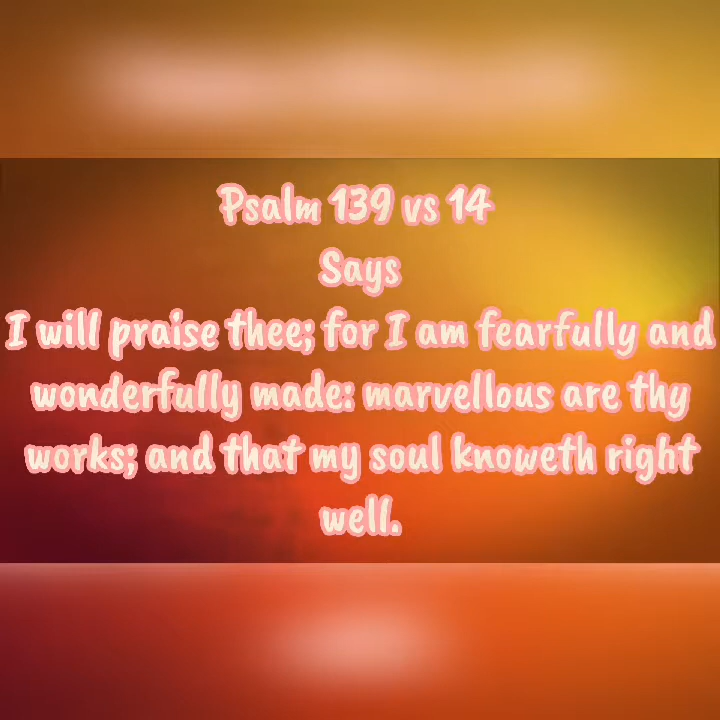 Psalm 139 vs 14
Says
I will praise thee; for I am fearfully and
wonderfully made: marvellous are thy
works; and that my soul knoweth right
well.